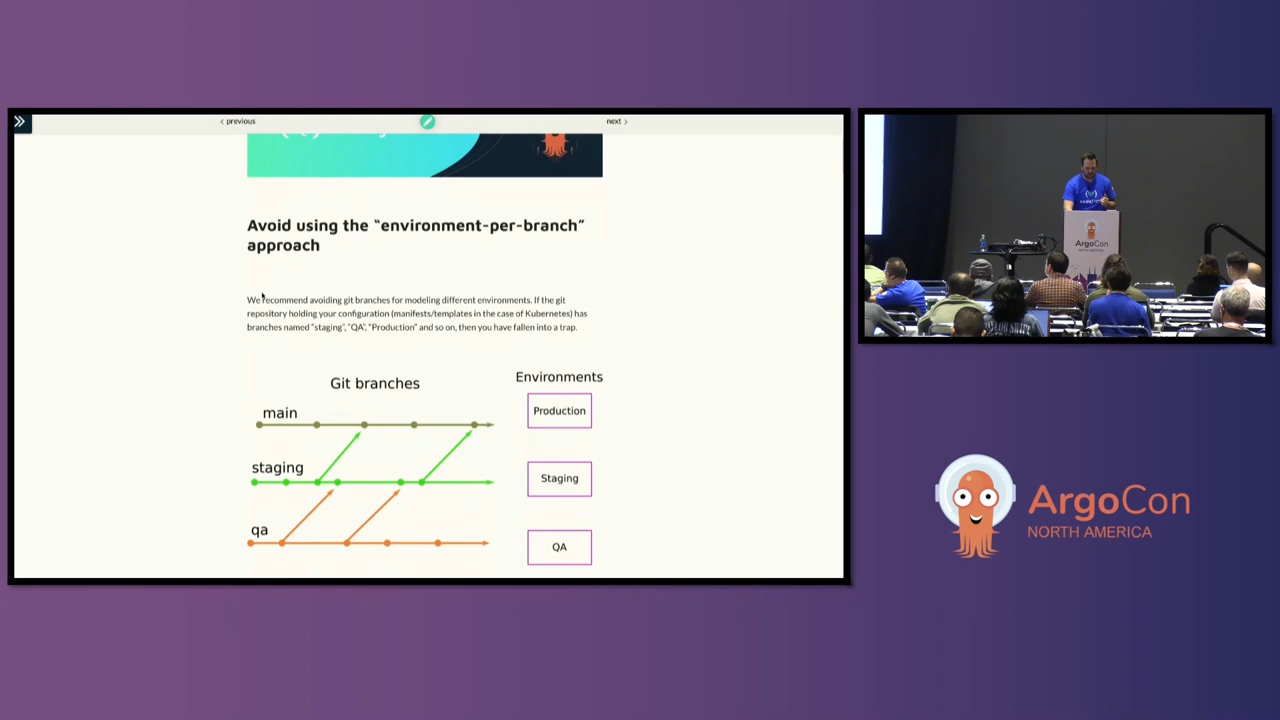 < previous
next >
Avoid using the “environment-per-branch”
approach
We recommend avoiding git branches for modeling different environments. If the git
repository holding your configuration (manifests/templates in the case of Kubernetes) has
branches named “staging”, “QA”, “Production” and so on, then you have fallen into a trap.
Git branches
Environments
main
Production
staging
Staging
qa
QA
ArgoCon
NORTH AMERICA
ArgoCon
NORTH AMERICA